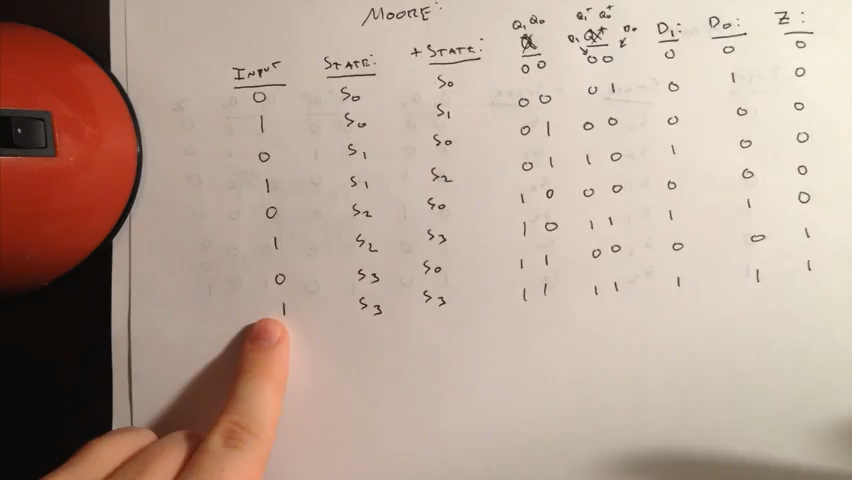 MOORE:
INPUT STATE: + STATE: Q1 Q0 Q Q1+ Q0+ D1 Q+ D0 D1: D0: Z:
0 S0 S0 0 0 0 0 0 0 0
1 S0 S1 0 0 0 1 0 1 0
0 S1 S0 0 1 0 0 0 0 0
1 S1 S2 0 1 1 0 1 0 0
0 S2 S0 1 0 0 0 0 0 0
1 S2 S3 1 0 1 1 1 1 0
0 S3 S0 1 1 0 0 0 0 1
1 S3 S3 1 1 1 1 1 1 1